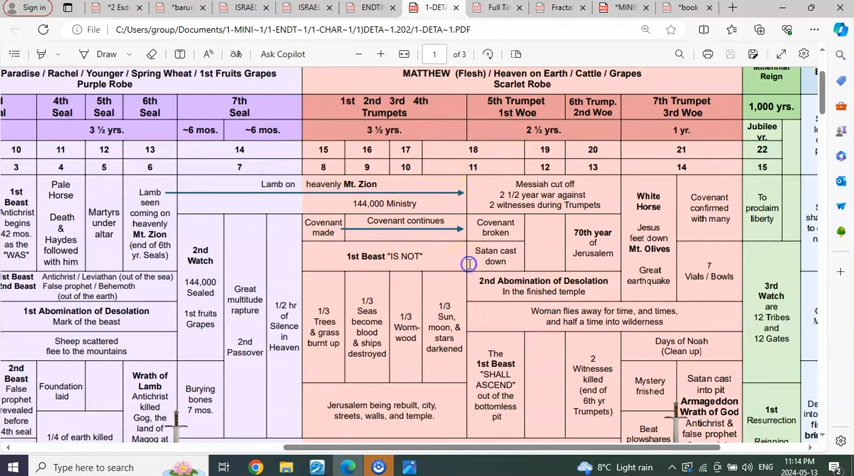 Sign in
*2 Esd
*baruc
ISRAEL
ISRAEL
ENDTIM
1-DETA
Full Tim
Fractal
*MINIS
*book
File
C:/Users/group/Documents/1-MINI~1/ENDT~1/1-CHAR~1/1)DETA~1.202/1-DETA~1.PDF
Draw
Ask Copilot
1
of 3
Paradise / Rachel / Younger / Spring Wheat / 1st Fruits Grapes
Purple Robe
MATTHEW (Flesh) / Heaven on Earth / Cattle / Grapes
Scarlet Robe
Millennial
Reign
4th
Seal
5th
Seal
6th
Seal
7th
Seal
1st 2nd 3rd 4th
Trumpets
5th Trumpet
1st Woe
6th Trump.
2nd Woe
7th Trump
3rd Woe
1,000 yrs.
3 ½ yrs.
~6 mos.
~6 mos.
3 ½ yrs.
2 ½ yrs.
1 yr.
Jubilee
yr.
10 11 12 13 14 15 16 17 18 19 20 21 22
3 4 5 6 7 8 9 10 11 12 13 14 15
1st
Beast
Antichrist
begins
42 mos.
as the
"WAS"
Pale
Horse
Death
&
Haydes
followed
with him
Martyrs
under
altar
Lamb
seen
coming on
heavenly
Mt. Zion
(end of 6th
yr. Seals)
Lamb on heavenly Mt. Zion
144,000 Ministry
Messiah cut off
2 1/2 year war against
2 witnesses during Trumpets
White
Horse
Jesus
feet down
Mt. Olives
Great
earthquake
Covenant
confirmed
with many
To
proclaim
liberty
2nd
Watch
144,000
Sealed
1st fruits
Grapes
Great
multitude
rapture
2nd
Passover
1/2 hr
of
Silence
in
Heaven
Covenant
made
Covenant continues
Covenant
broken
Satan cast
down
70th year
of
Jerusalem
7
Vials / Bowls
1st Beast "IS NOT"
1st Beast
2nd Beast
Antichrist / Leviathan (out of the sea)
False prophet / Behemoth
(out of the earth)
1st Abomination of Desolation
Mark of the beast
Sheep scattered
flee to the mountains
1/3
Trees
& grass
burnt up
1/3
Seas
become
blood
& ships
destroyed
1/3
Worm-
wood
1/3
Sun,
moon, &
stars
darkened
2nd Abomination of Desolation
In the finished temple
Woman flies away for time, and times,
and half a time into wilderness
3rd
Watch
are
12 Tribes
and
12 Gates
2nd
Beast
False
prophet
revealed
before
4th seal
Foundation
laid
1/4 of earth killed
Wrath of
Lamb
Antichrist
killed
Gog, the
land of
Magog at
Burying
bones
7 mos.
Jerusalem being rebuilt, city,
streets, walls, and temple.
The
1st Beast
"SHALL
ASCEND"
out of the
bottomless
pit
2
Witnesses
killed
(end of
6th yr
Trumpets)
Days of Noah
(Clean up)
Mystery
frished
Beat
plowshares
Satan cast
into pit
Armageddon
Wrath of God
Antichrist &
false prophet
1st
Resurrection
Reigning
Type here to search
8°C Light rain
11:14 PM
2024-05-13